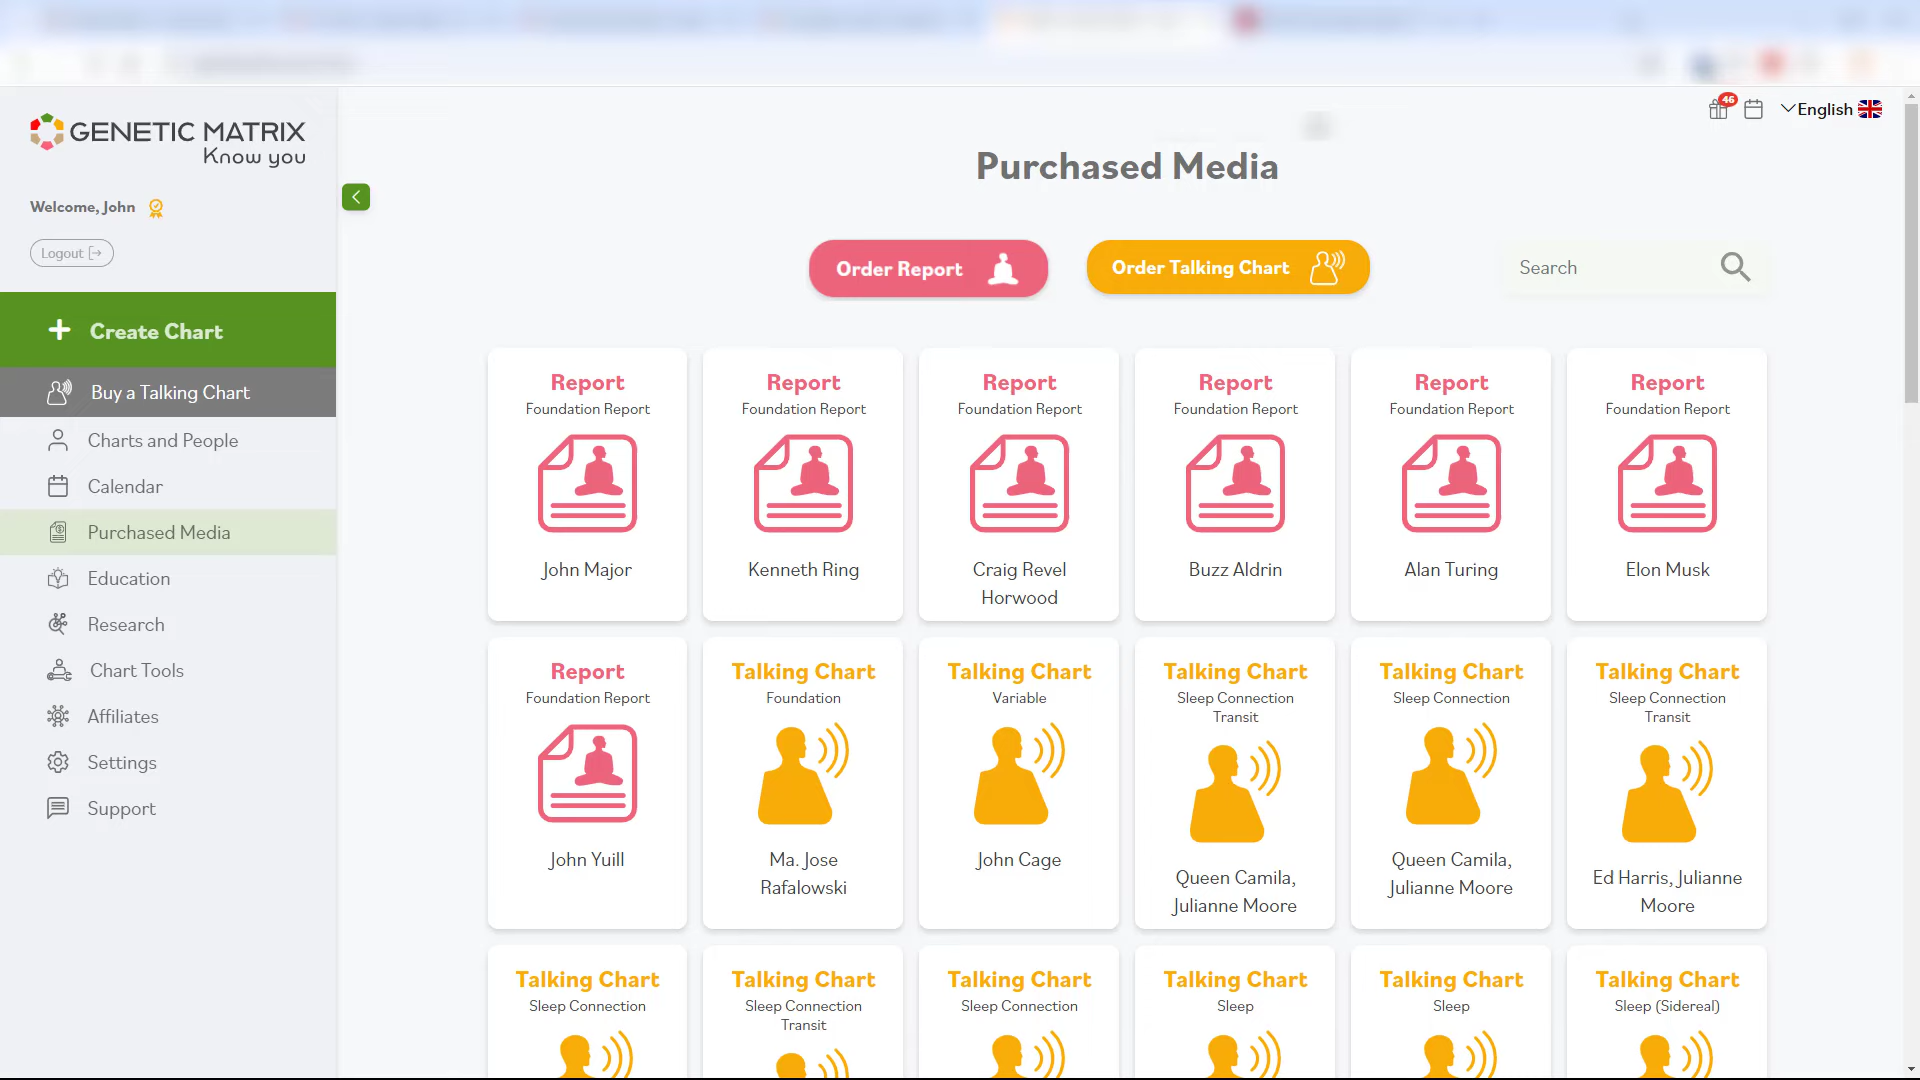 GENETIC MATRIX
Know you
Welcome, John
Logout
Create Chart
Buy a Talking Chart
Charts and People
Calendar
Purchased Media
Education
Research
Chart Tools
Affiliates
Settings
Support
46
English
Purchased Media
Order Report
Order Talking Chart
Search
Report
Foundation Report
John Major
Report
Foundation Report
Kenneth Ring
Report
Foundation Report
Craig Revel
Horwood
Report
Foundation Report
Buzz Aldrin
Report
Foundation Report
Alan Turing
Report
Foundation Report
Elon Musk
Report
Foundation Report
John Yuill
Talking Chart
Foundation
Ma. Jose
Rafalowski
Talking Chart
Variable
John Cage
Talking Chart
Sleep Connection
Transit
Queen Camila,
Julianne Moore
Talking Chart
Sleep Connection
Queen Camila,
Julianne Moore
Talking Chart
Sleep Connection
Transit
Ed Harris, Julianne
Moore
Talking Chart
Sleep Connection
Talking Chart
Sleep Connection
Transit
Talking Chart
Sleep Connection
Talking Chart
Sleep
Talking Chart
Sleep
Talking Chart
Sleep (Sidereal)